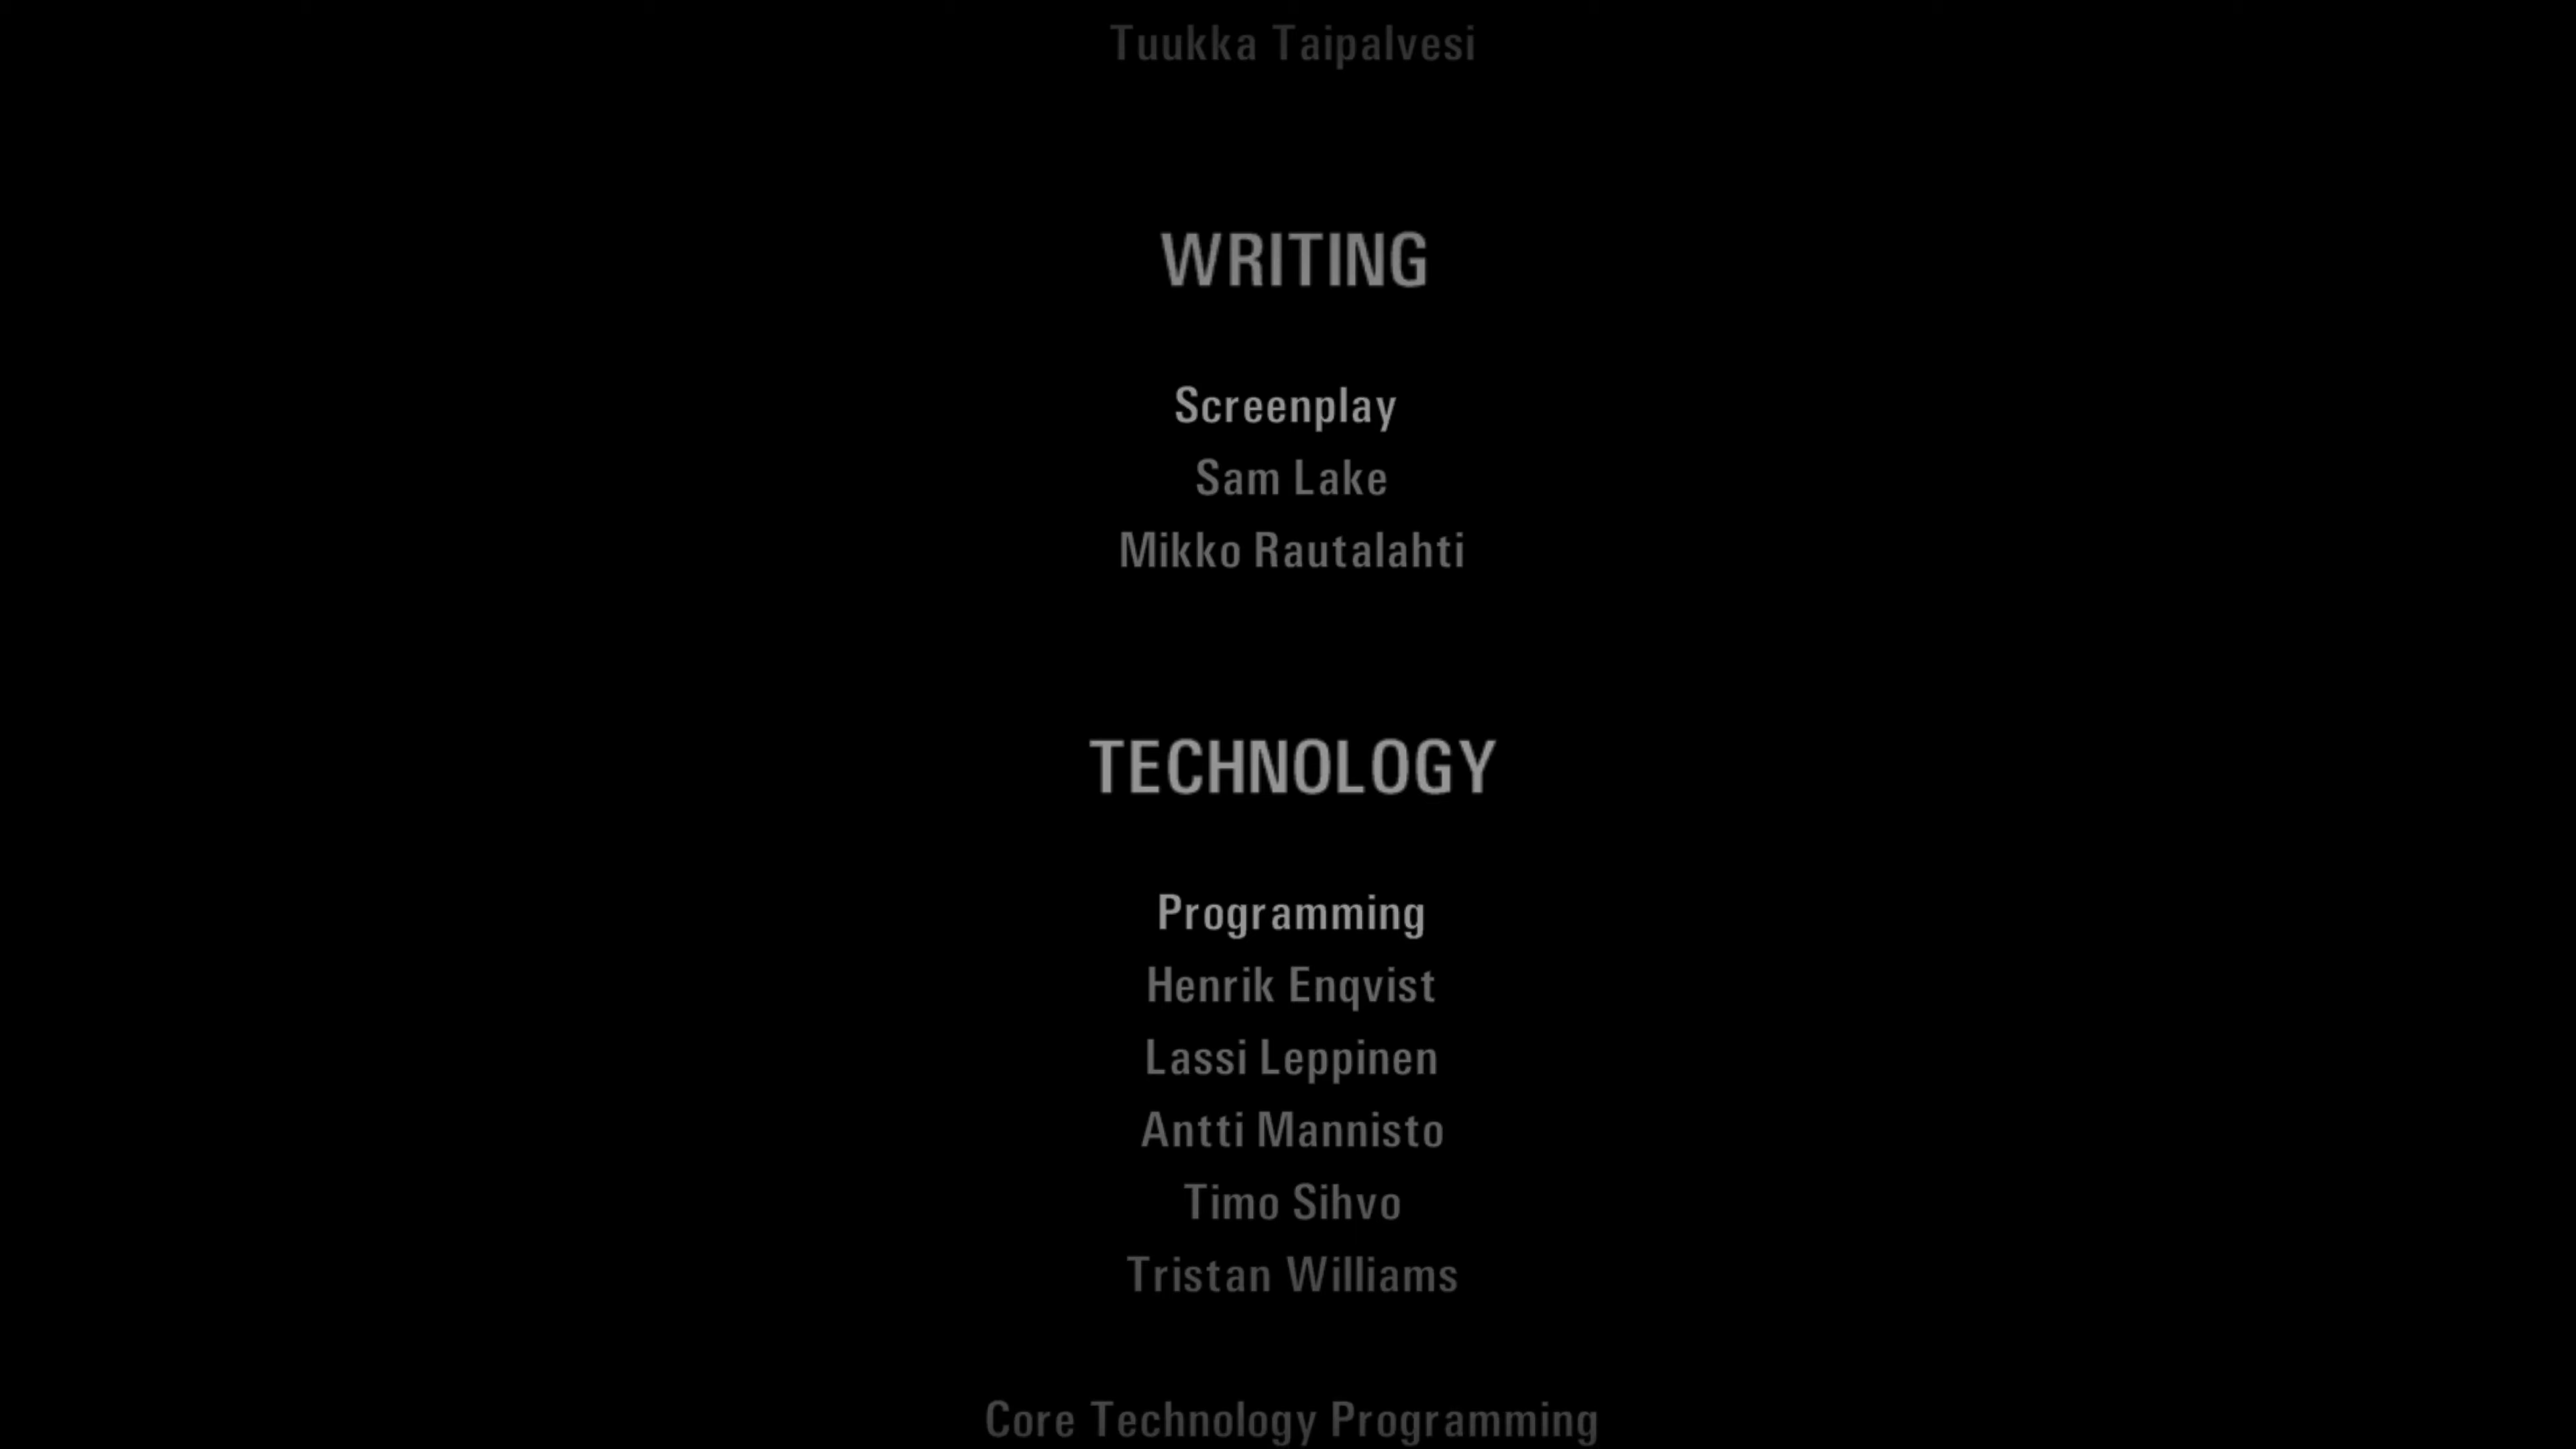 Tuukka Taipalvesi
WRITING
Screenplay
Sam Lake
Mikko Rautalahti
TECHNOLOGY
Programming
Henrik Enqvist
Lassi Leppinen
Antti Mannisto
Timo Sihvo
Tristan Williams
Core Technology Programming